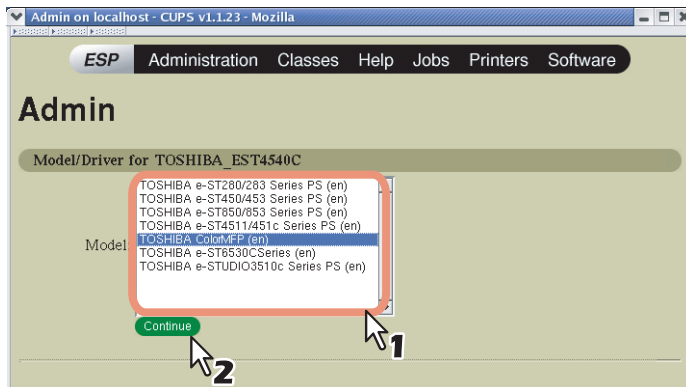 Admin on localhost - CUPS v1.1.23 - Mozilla
ESP Administration Classes Help Jobs Printers Software
Admin
Model/Driver for TOSHIBA_EST4540C
TOSHIBA e-ST280/283 Series PS (en)
TOSHIBA e-ST450/453 Series PS (en)
TOSHIBA e-ST850/853 Series PS (en)
TOSHIBA e-ST4511/451c Series PS (en)
Model: TOSHIBA ColorMFP (en)
TOSHIBA e-ST6530CSeries (en)
TOSHIBA e-STUDIO3510c Series PS (en)
Continue
1
2